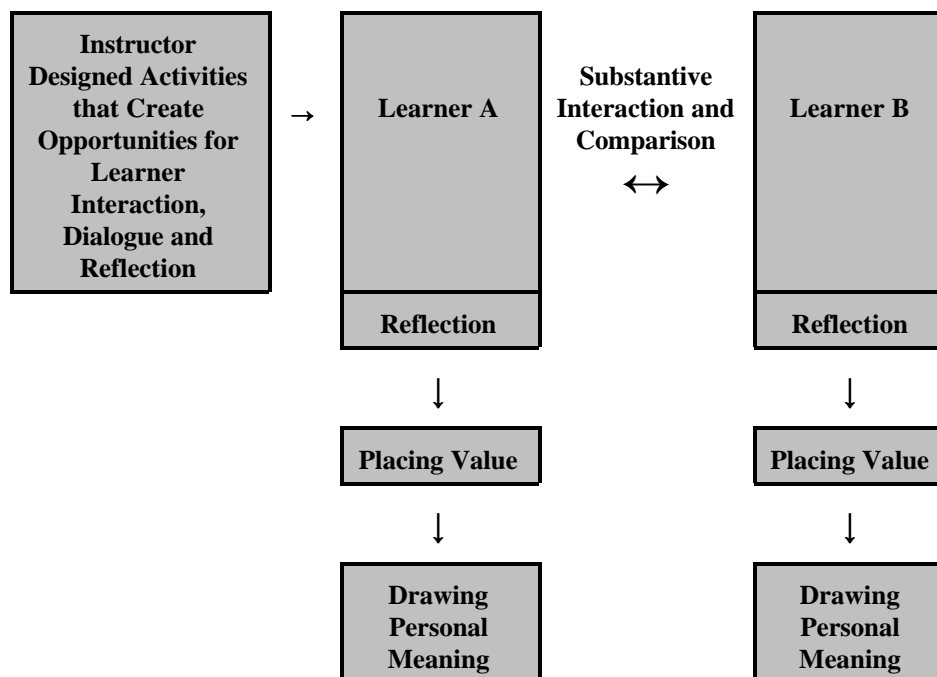 Instructor
Designed Activities
that Create
Opportunities for
Learner
Interaction,
Dialogue and
Reflection
→
Learner A
Reflection
↓
Placing Value
↓
Drawing
Personal
Meaning
Substantive
Interaction and
Comparison
↔
Learner B
Reflection
↓
Placing Value
↓
Drawing
Personal
Meaning